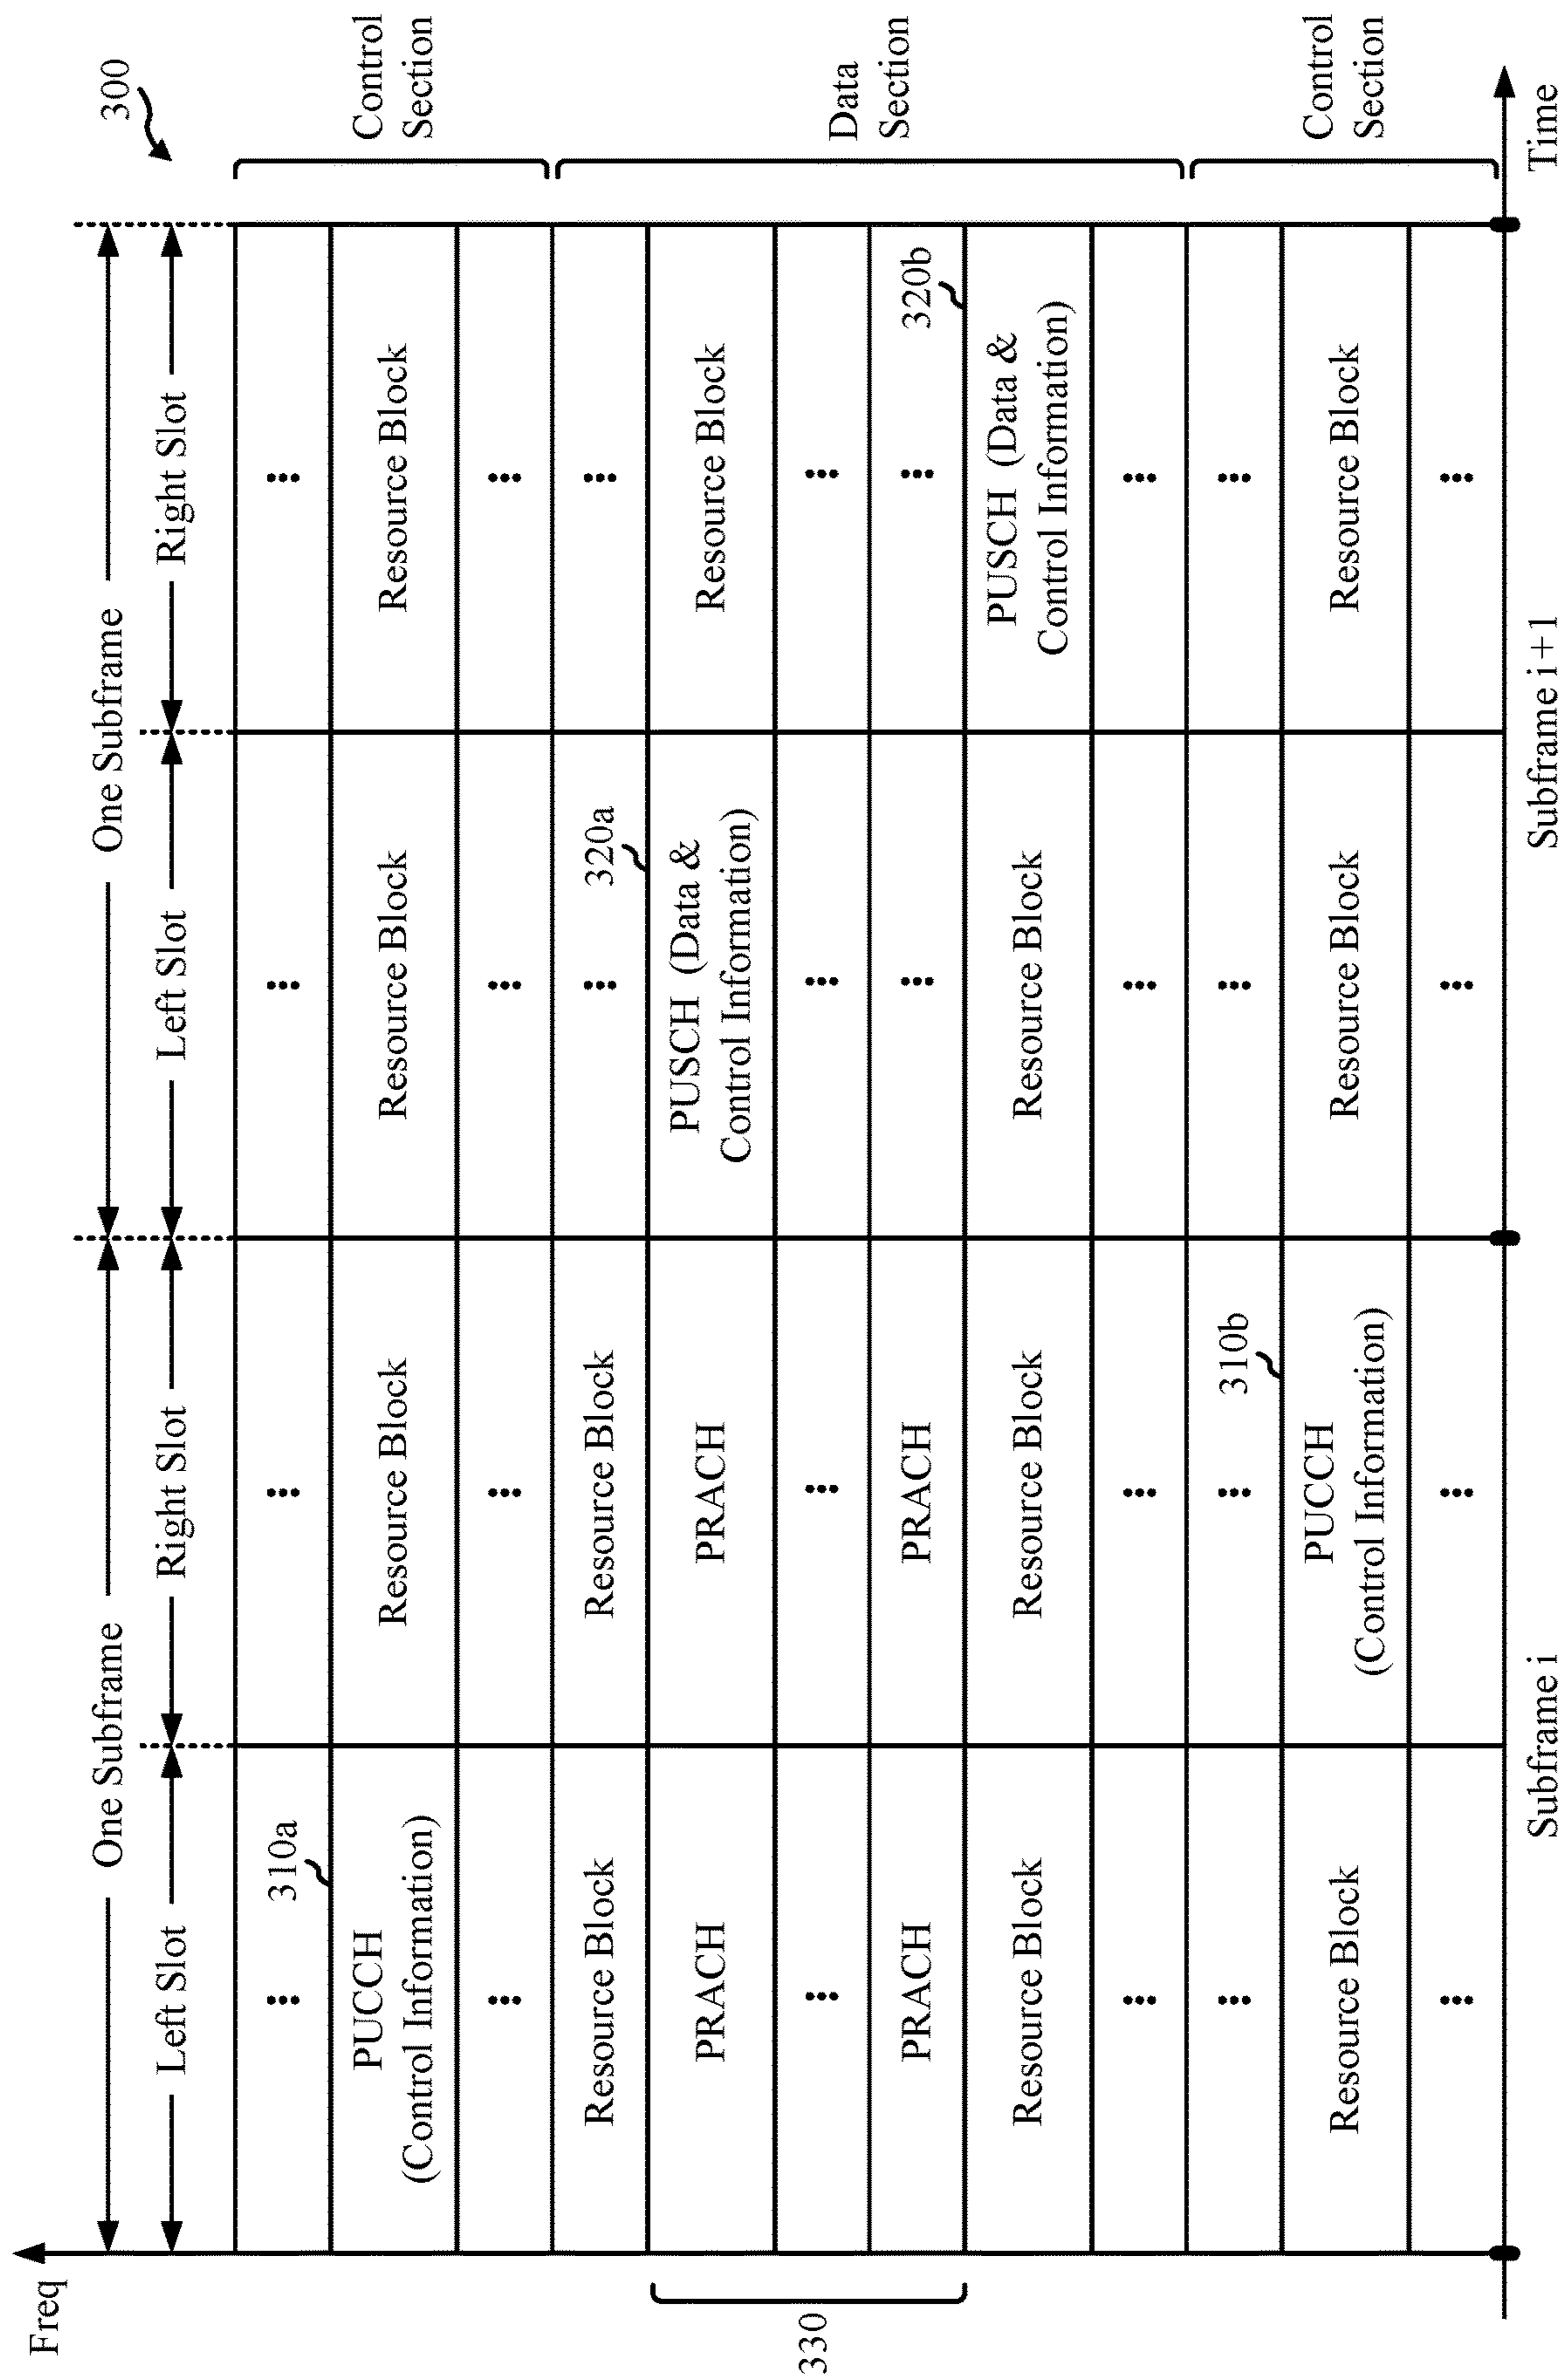 Freq
One Subframe
One Subframe
300
Left Slot
Right Slot
Left Slot
Right Slot
310a
PUCCH
(Control Information)
Resource Block
Resource Block
Resource Block
Control
Section
Resource Block
Resource Block
320a
PRACH
PRACH
PUSCH (Data &
Control Information)
Resource Block
330
Data
Section
PRACH
PRACH
320b
Resource Block
Resource Block
Resource Block
PUSCH (Data &
Control Information)
310b
Resource Block
PUCCH
(Control Information)
Resource Block
Resource Block
Control
Section
Subframe i
Subframe i+1
Time